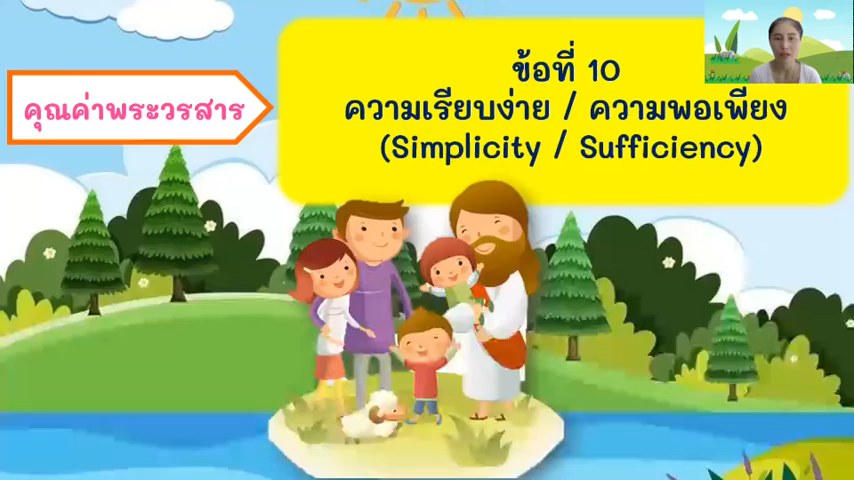 คุณค่าพระวรสาร
ข้อที่ 10
ความเรียบง่าย / ความพอเพียง
(Simplicity / Sufficiency)